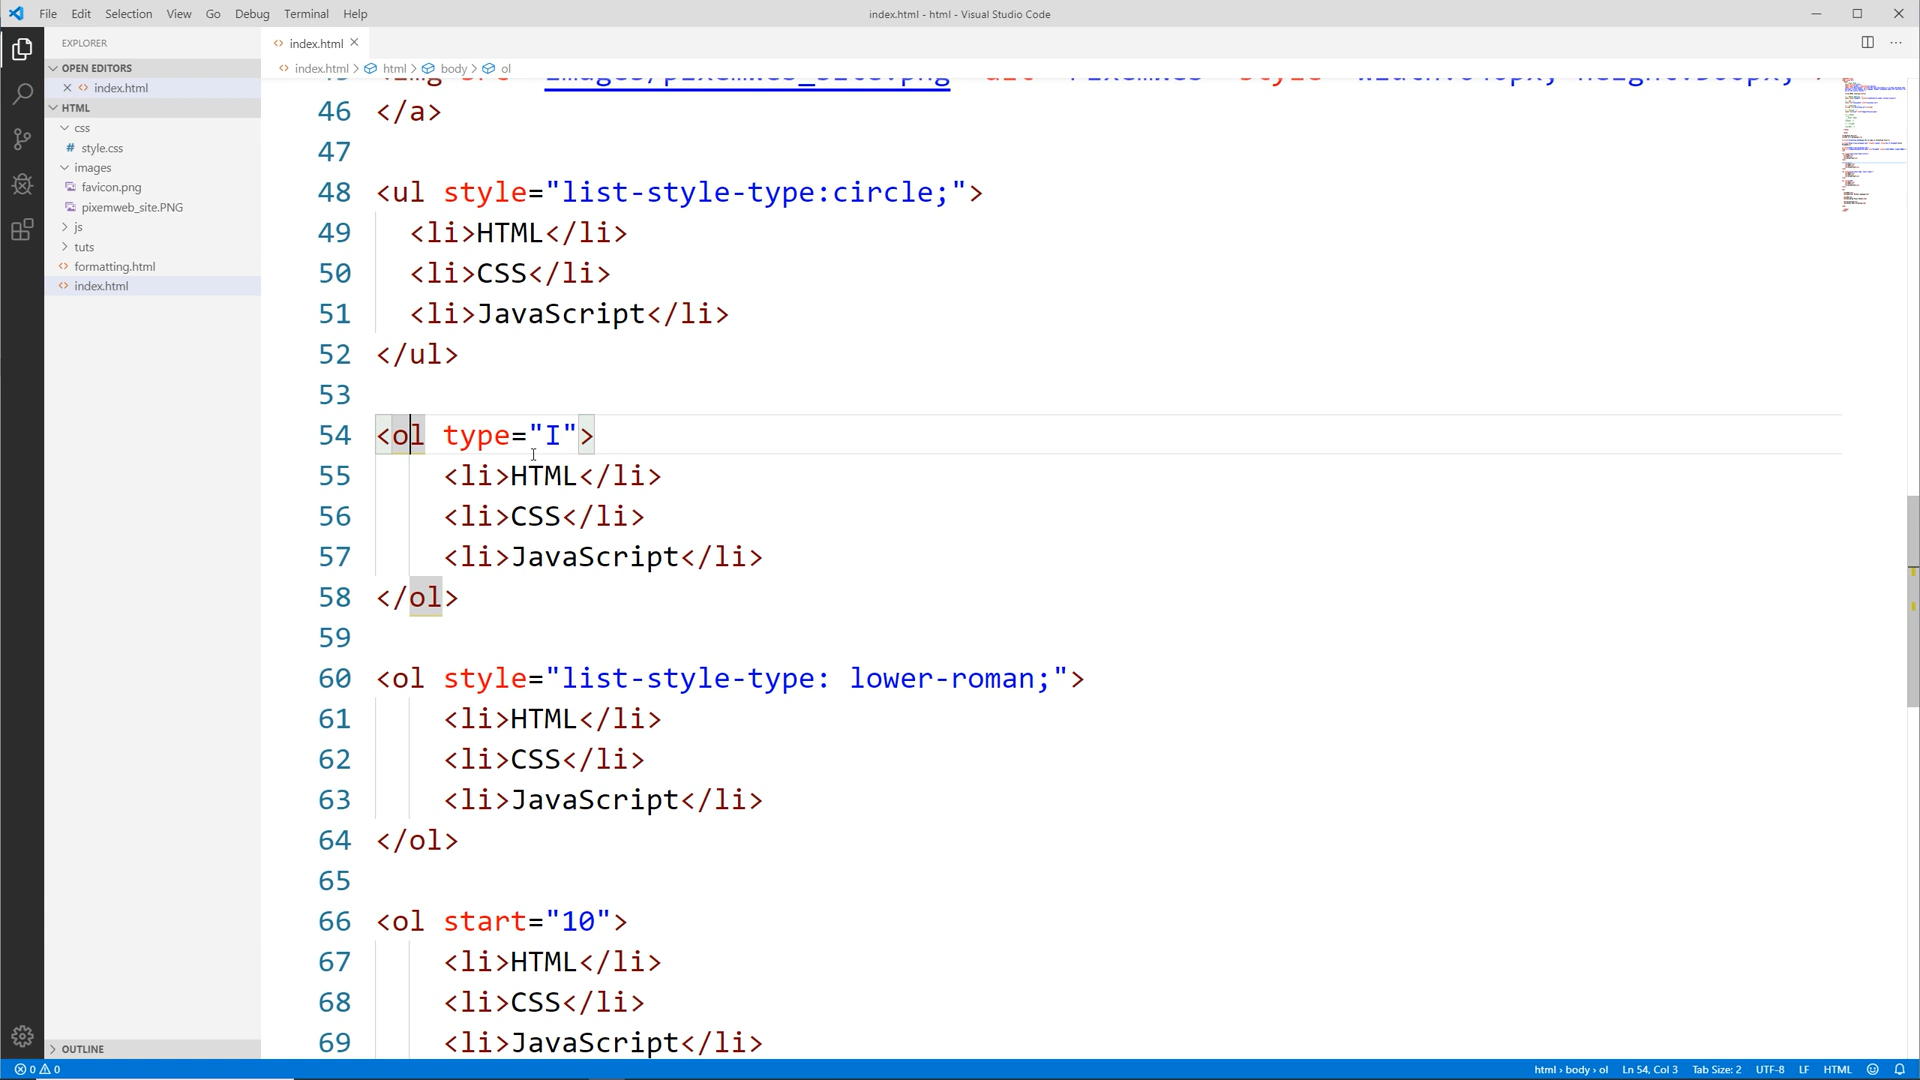 File Edit Selection View Go Debug Terminal Help
index.html - html - Visual Studio Code
EXPLORER
OPEN EDITORS
index.html
HTML
css
# style.css
images
favicon.png
pixemweb_site.PNG
js
tuts
formatting.html
index.html
OUTLINE
index.html
index.html > html > body > ol
46 </a>
47
48 <ul style="list-style-type:circle;">
49 <li>HTML</li>
50 <li>CSS</li>
51 <li>JavaScript</li>
52 </ul>
53
54 <ol type="I">
55 <li>HTML</li>
56 <li>CSS</li>
57 <li>JavaScript</li>
58 </ol>
59
60 <ol style="list-style-type: lower-roman;">
61 <li>HTML</li>
62 <li>CSS</li>
63 <li>JavaScript</li>
64 </ol>
65
66 <ol start="10">
67 <li>HTML</li>
68 <li>CSS</li>
69 <li>JavaScript</li>
0 0
html › body › ol Ln 54, Col 3 Tab Size: 2 UTF-8 LF HTML